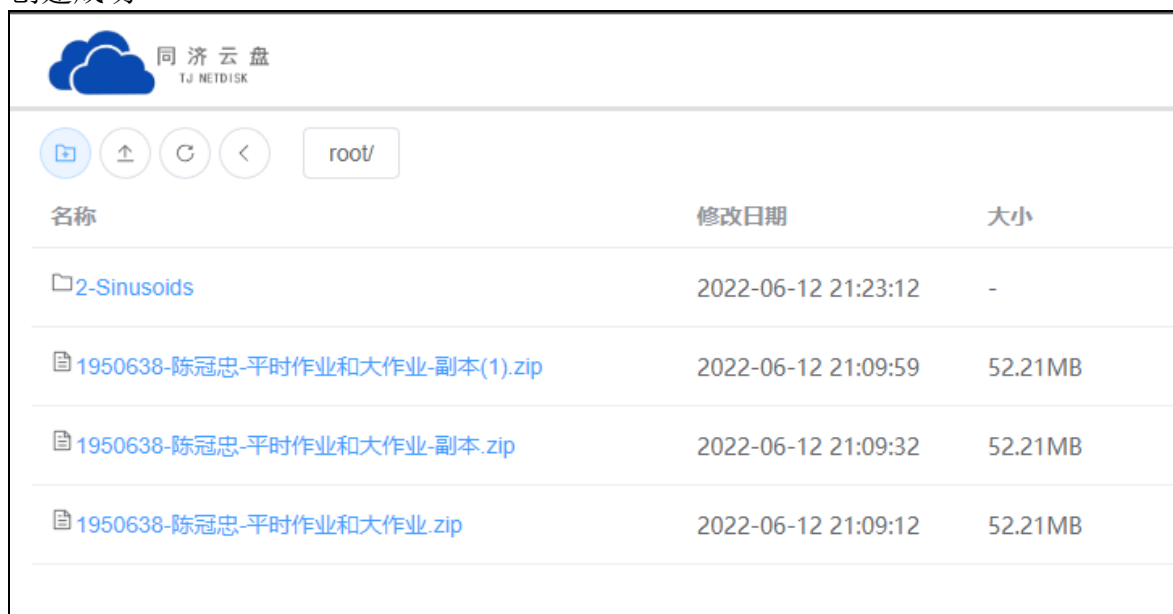 创建成功
同济云盘
TJ NETDISK
root/
名称 修改日期 大小
2-Sinusoids 2022-06-12 21:23:12 -
1950638-陈冠忠-平时作业和大作业-副本(1).zip 2022-06-12 21:09:59 52.21MB
1950638-陈冠忠-平时作业和大作业-副本.zip 2022-06-12 21:09:32 52.21MB
1950638-陈冠忠-平时作业和大作业.zip 2022-06-12 21:09:12 52.21MB